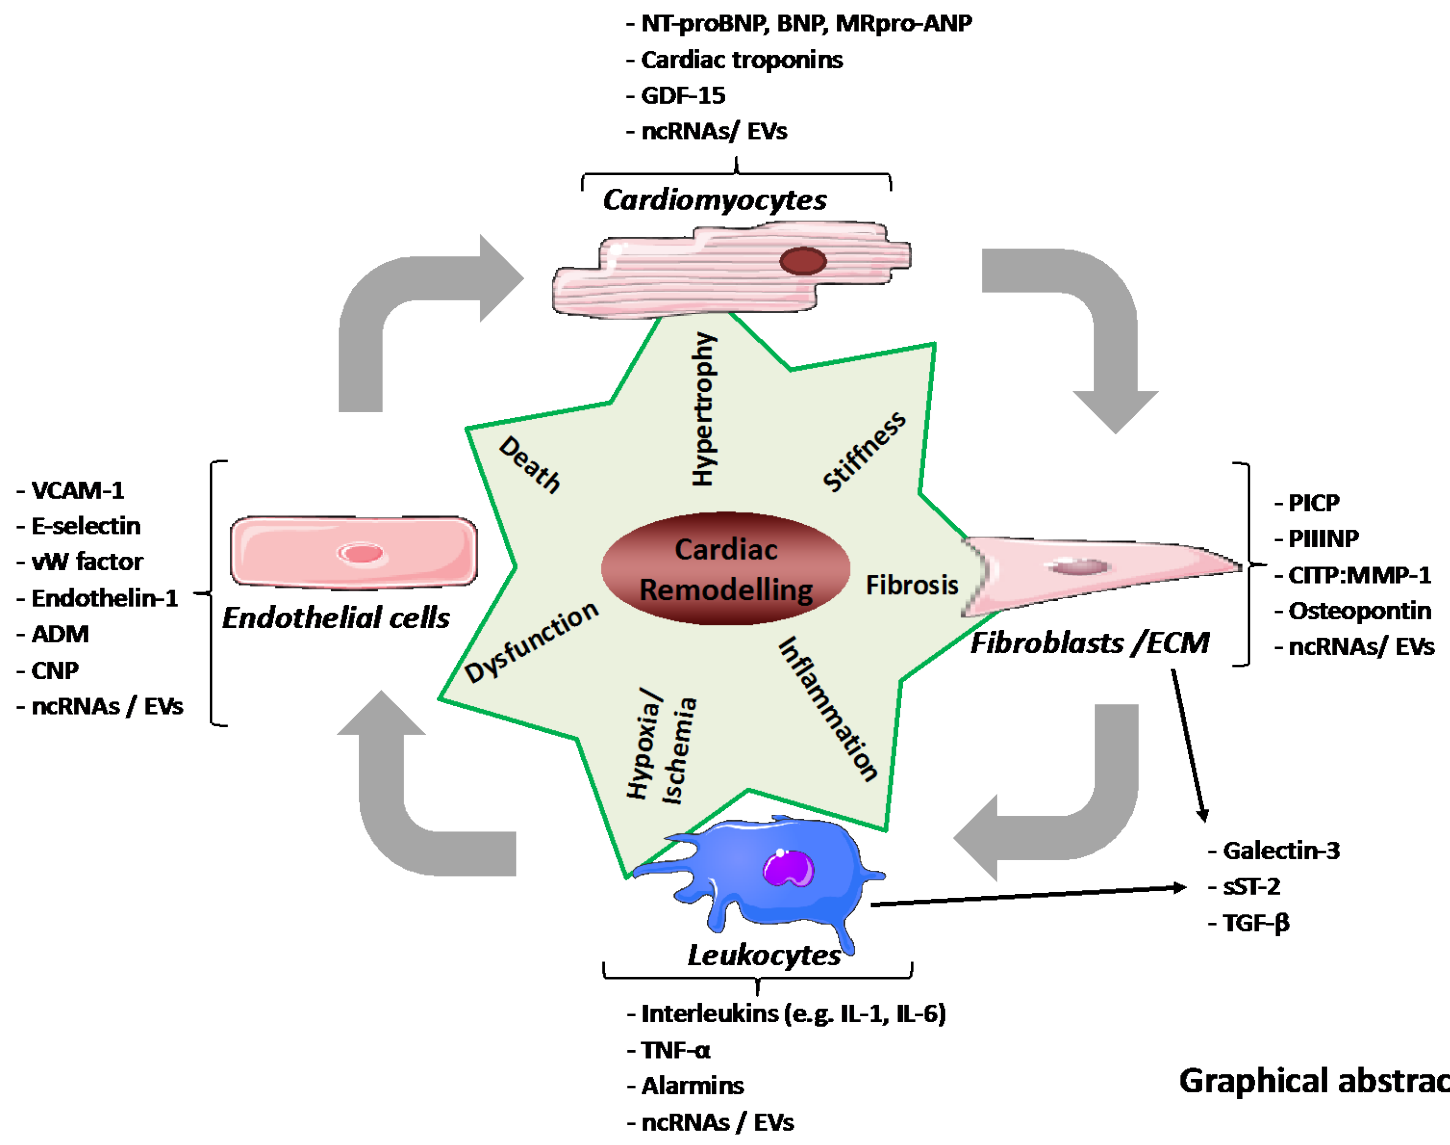 - NT-proBNP, BNP, MRpro-ANP
- Cardiac troponins
- GDF-15
- ncRNAs/ EVs
Cardiomyocytes
Hypertrophy
Stiffness
Death
Cardiac
Remodelling
Fibrosis
Dysfunction
Inflammation
Hypoxia/
Ischemia
- VCAM-1
- E-selectin
- vW factor
- Endothelin-1
- ADM
- CNP
- ncRNAs / EVs
Endothelial cells
- PICP
- PIIINP
- CITP:MMP-1
- Osteopontin
- ncRNAs/ EVs
Fibroblasts /ECM
- Galectin-3
- sST-2
- TGF-β
Leukocytes
- Interleukins (e.g. IL-1, IL-6)
- TNF-α
- Alarmins
- ncRNAs / EVs
Graphical abstrac